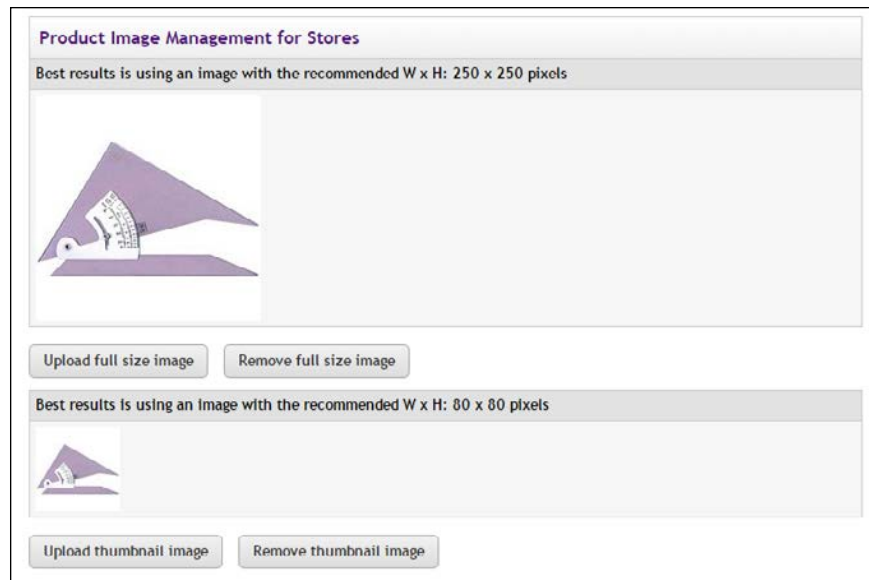 Product Image Management for Stores
Best results is using an image with the recommended W x H: 250 x 250 pixels
Upload full size image
Remove full size image
Best results is using an image with the recommended W x H: 80 x 80 pixels
Upload thumbnail image
Remove thumbnail image